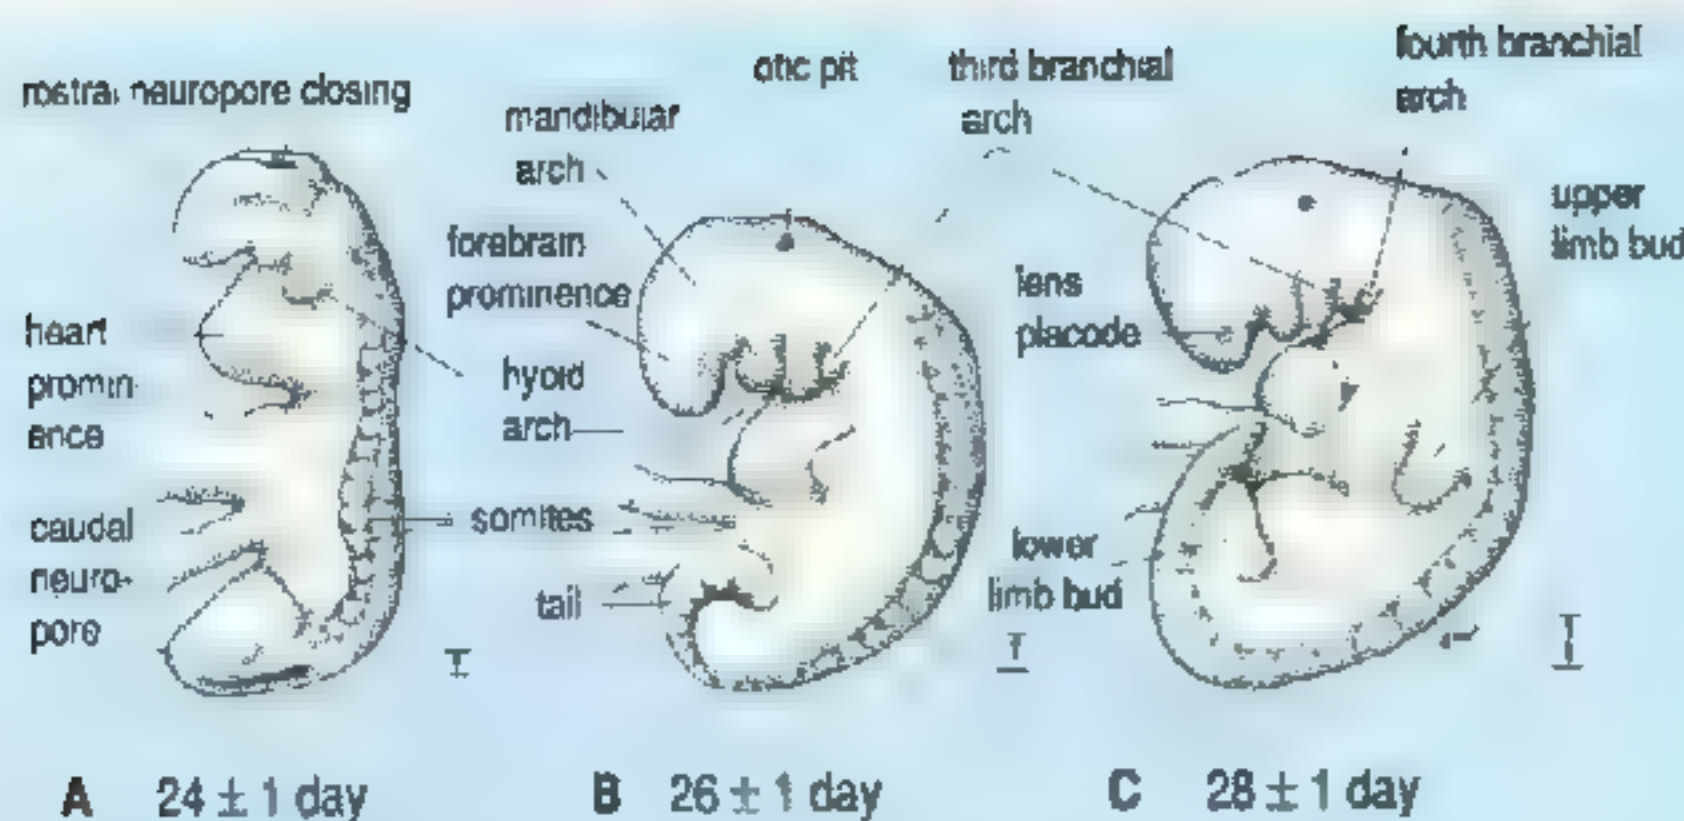 rostral neuropore closing
heart
promin-
ence
caudal
neuro-
pore
mandibular
arch
forebrain
prominence
hyoid
arch
somites
tail
otic pit
third branchial
arch
fourth branchial
arch
upper
limb bud
lens
placode
lower
limb bud
A 24 ± 1 day
B 26 ± 1 day
C 28 ± 1 day